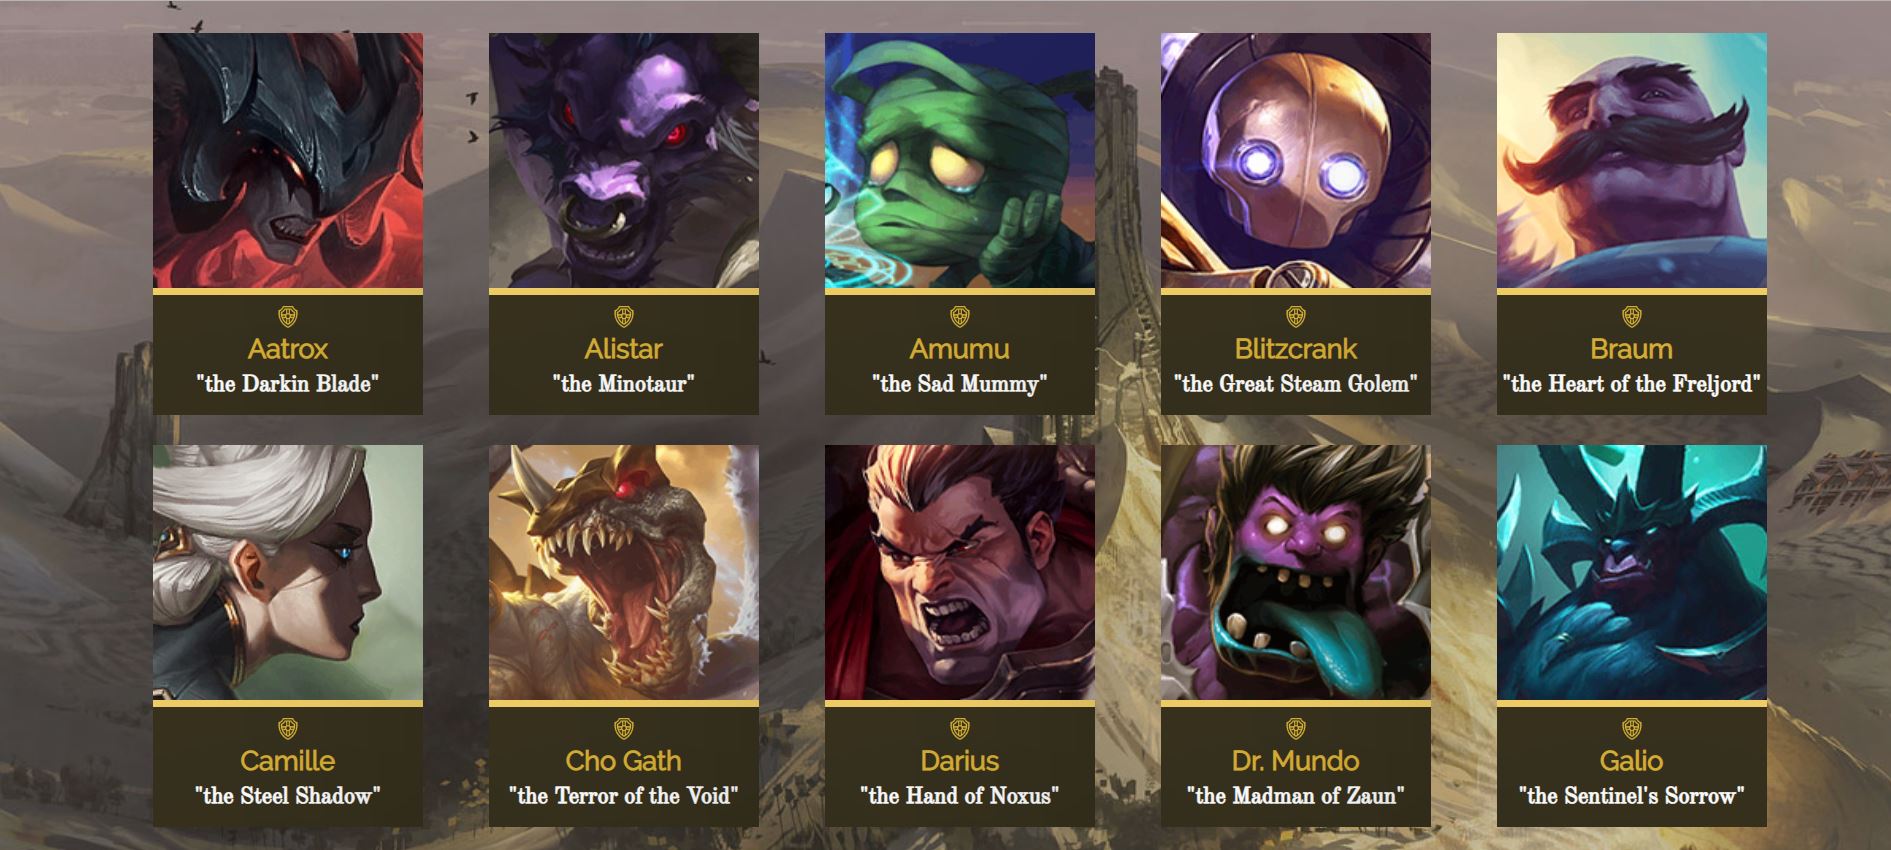 Aatrox
"the Darkin Blade"
Alistar
"the Minotaur"
Amumu
"the Sad Mummy"
Blitzcrank
"the Great Steam Golem"
Braum
"the Heart of the Freljord"
Camille
"the Steel Shadow"
Cho Gath
"the Terror of the Void"
Darius
"the Hand of Noxus"
Dr. Mundo
"the Madman of Zaun"
Galio
"the Sentinel's Sorrow"